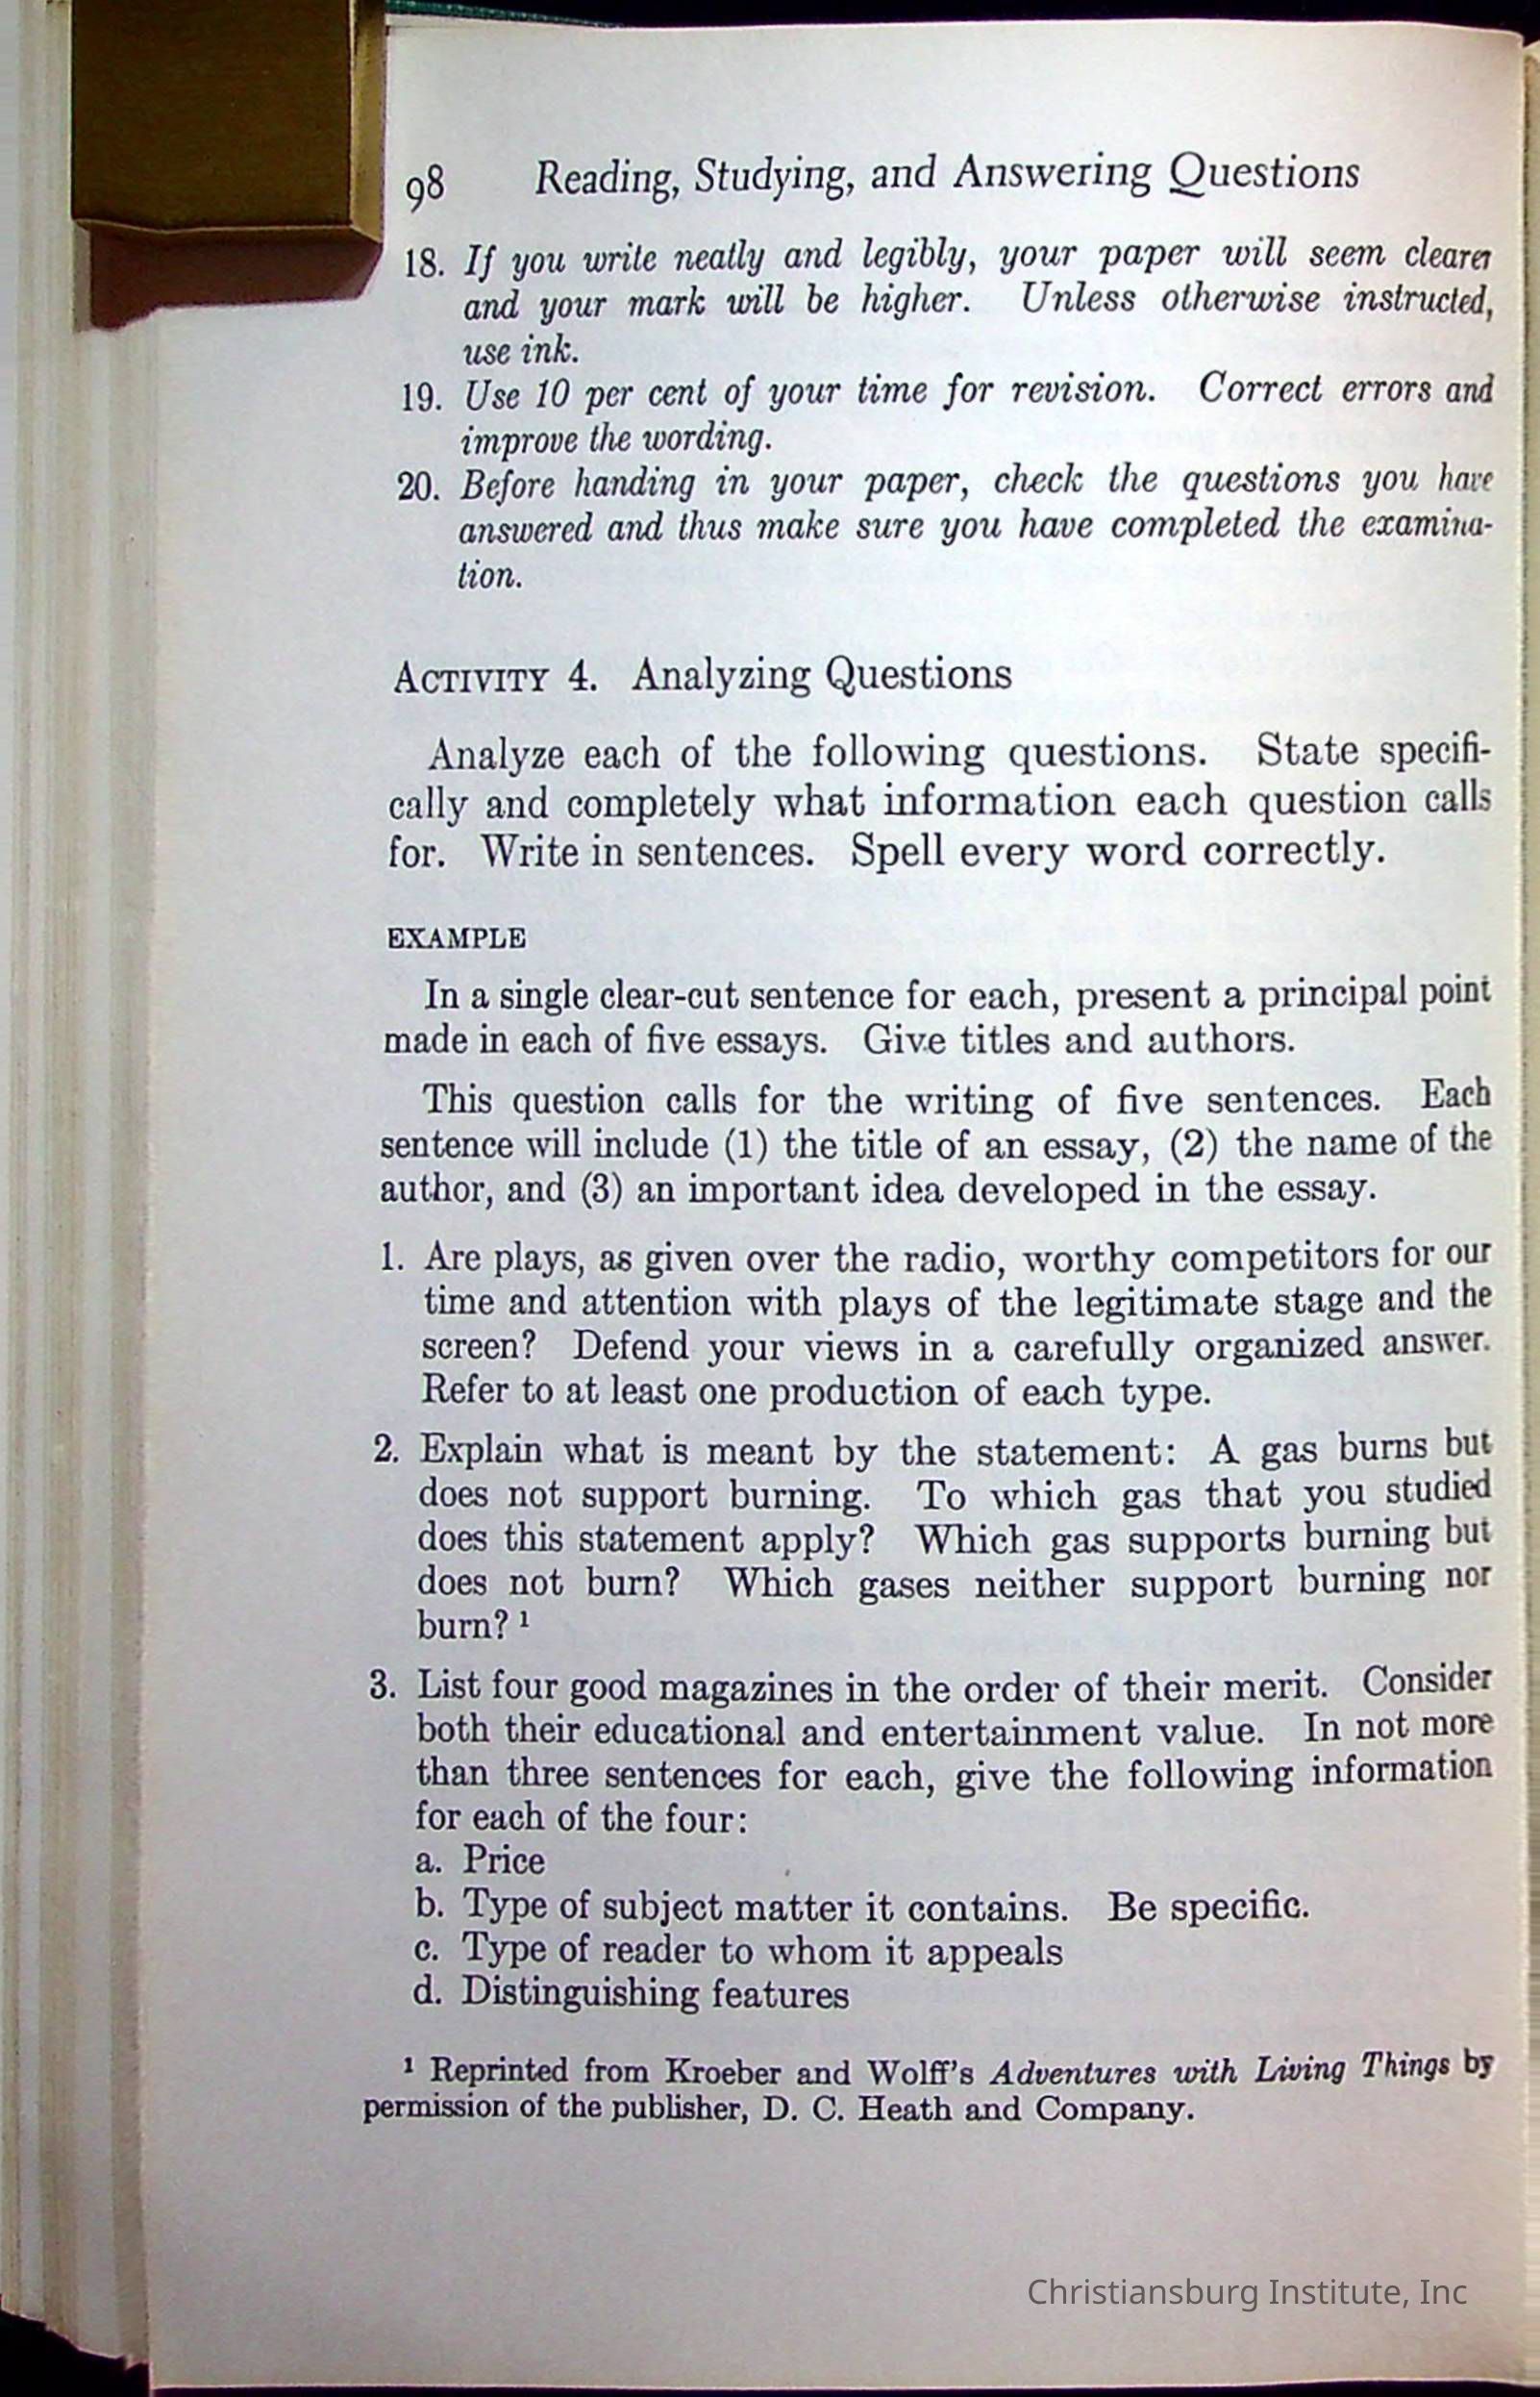 98 Reading, Studying, and Answering Questions
18. If you write neatly and legibly, your paper will seem clearer
and your mark will be higher. Unless otherwise instructed,
use ink.
19. Use 10 per cent of your time for revision. Correct errors and
improve the wording.
20. Before handing in your paper, check the questions you have
answered and thus make sure you have completed the examina-
tion.
ACTIVITY 4. Analyzing Questions
Analyze each of the following questions. State specifi-
cally and completely what information each question calls
for. Write in sentences. Spell every word correctly.
EXAMPLE
In a single clear-cut sentence for each, present a principal point
made in each of five essays. Give titles and authors.
This question calls for the writing of five sentences. Each
sentence will include (1) the title of an essay, (2) the name of the
author, and (3) an important idea developed in the essay.
1. Are plays, as given over the radio, worthy competitors for our
time and attention with plays of the legitimate stage and the
screen? Defend your views in a carefully organized answer.
Refer to at least one production of each type.
2. Explain what is meant by the statement: A gas burns but
does not support burning. To which gas that you studied
does this statement apply? Which gas supports burning but
does not burn? Which gases neither support burning nor
burn? ¹
3. List four good magazines in the order of their merit. Consider
both their educational and entertainment value. In not more
than three sentences for each, give the following information
for each of the four:
a. Price
b. Type of subject matter it contains. Be specific.
c. Type of reader to whom it appeals
d. Distinguishing features
¹ Reprinted from Kroeber and Wolff's Adventures with Living Things by
permission of the publisher, D. C. Heath and Company.
Christiansburg Institute, Inc